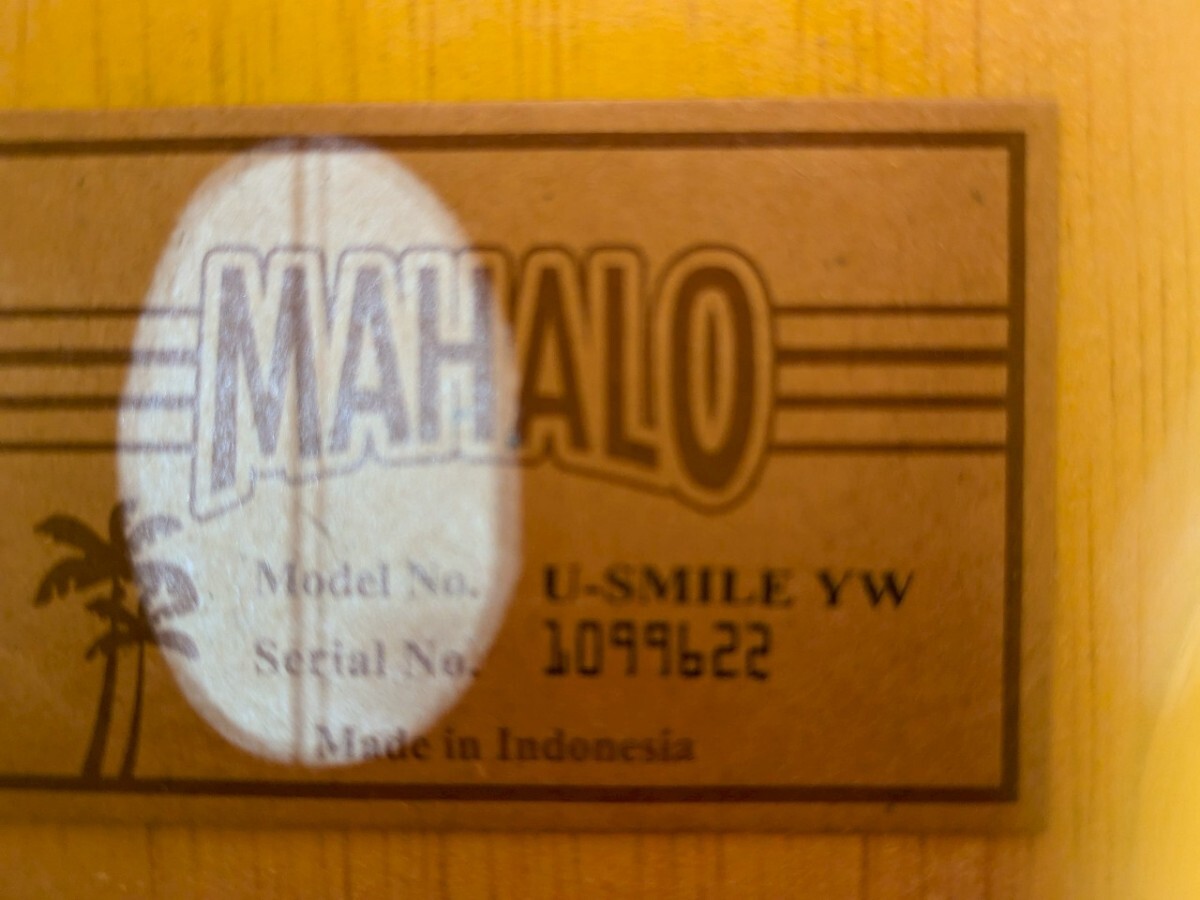 MAHALO
Model No. U-SMILE YW
Serial No. 1099622
Made in Indonesia